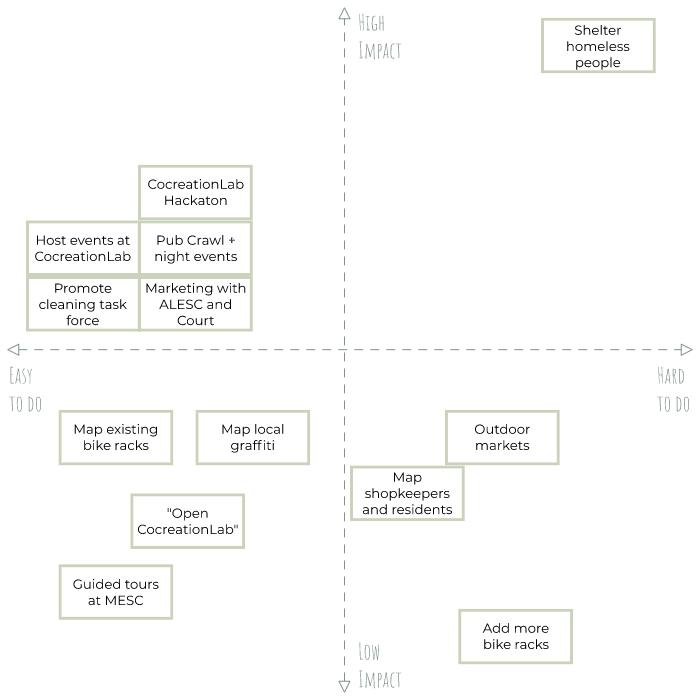 HIGH
IMPACT
Shelter
homeless
people
CocreationLab
Hackaton
Host events at
CocreationLab
Pub Crawl +
night events
Promote
cleaning task
force
Marketing with
ALESC and
Court
EASY
TO DO
HARD
TO DO
Map existing
bike racks
Map local
graffiti
Outdoor
markets
Map
shopkeepers
and residents
"Open
CocreationLab"
Guided tours
at MESC
Add more
bike racks
LOW
IMPACT